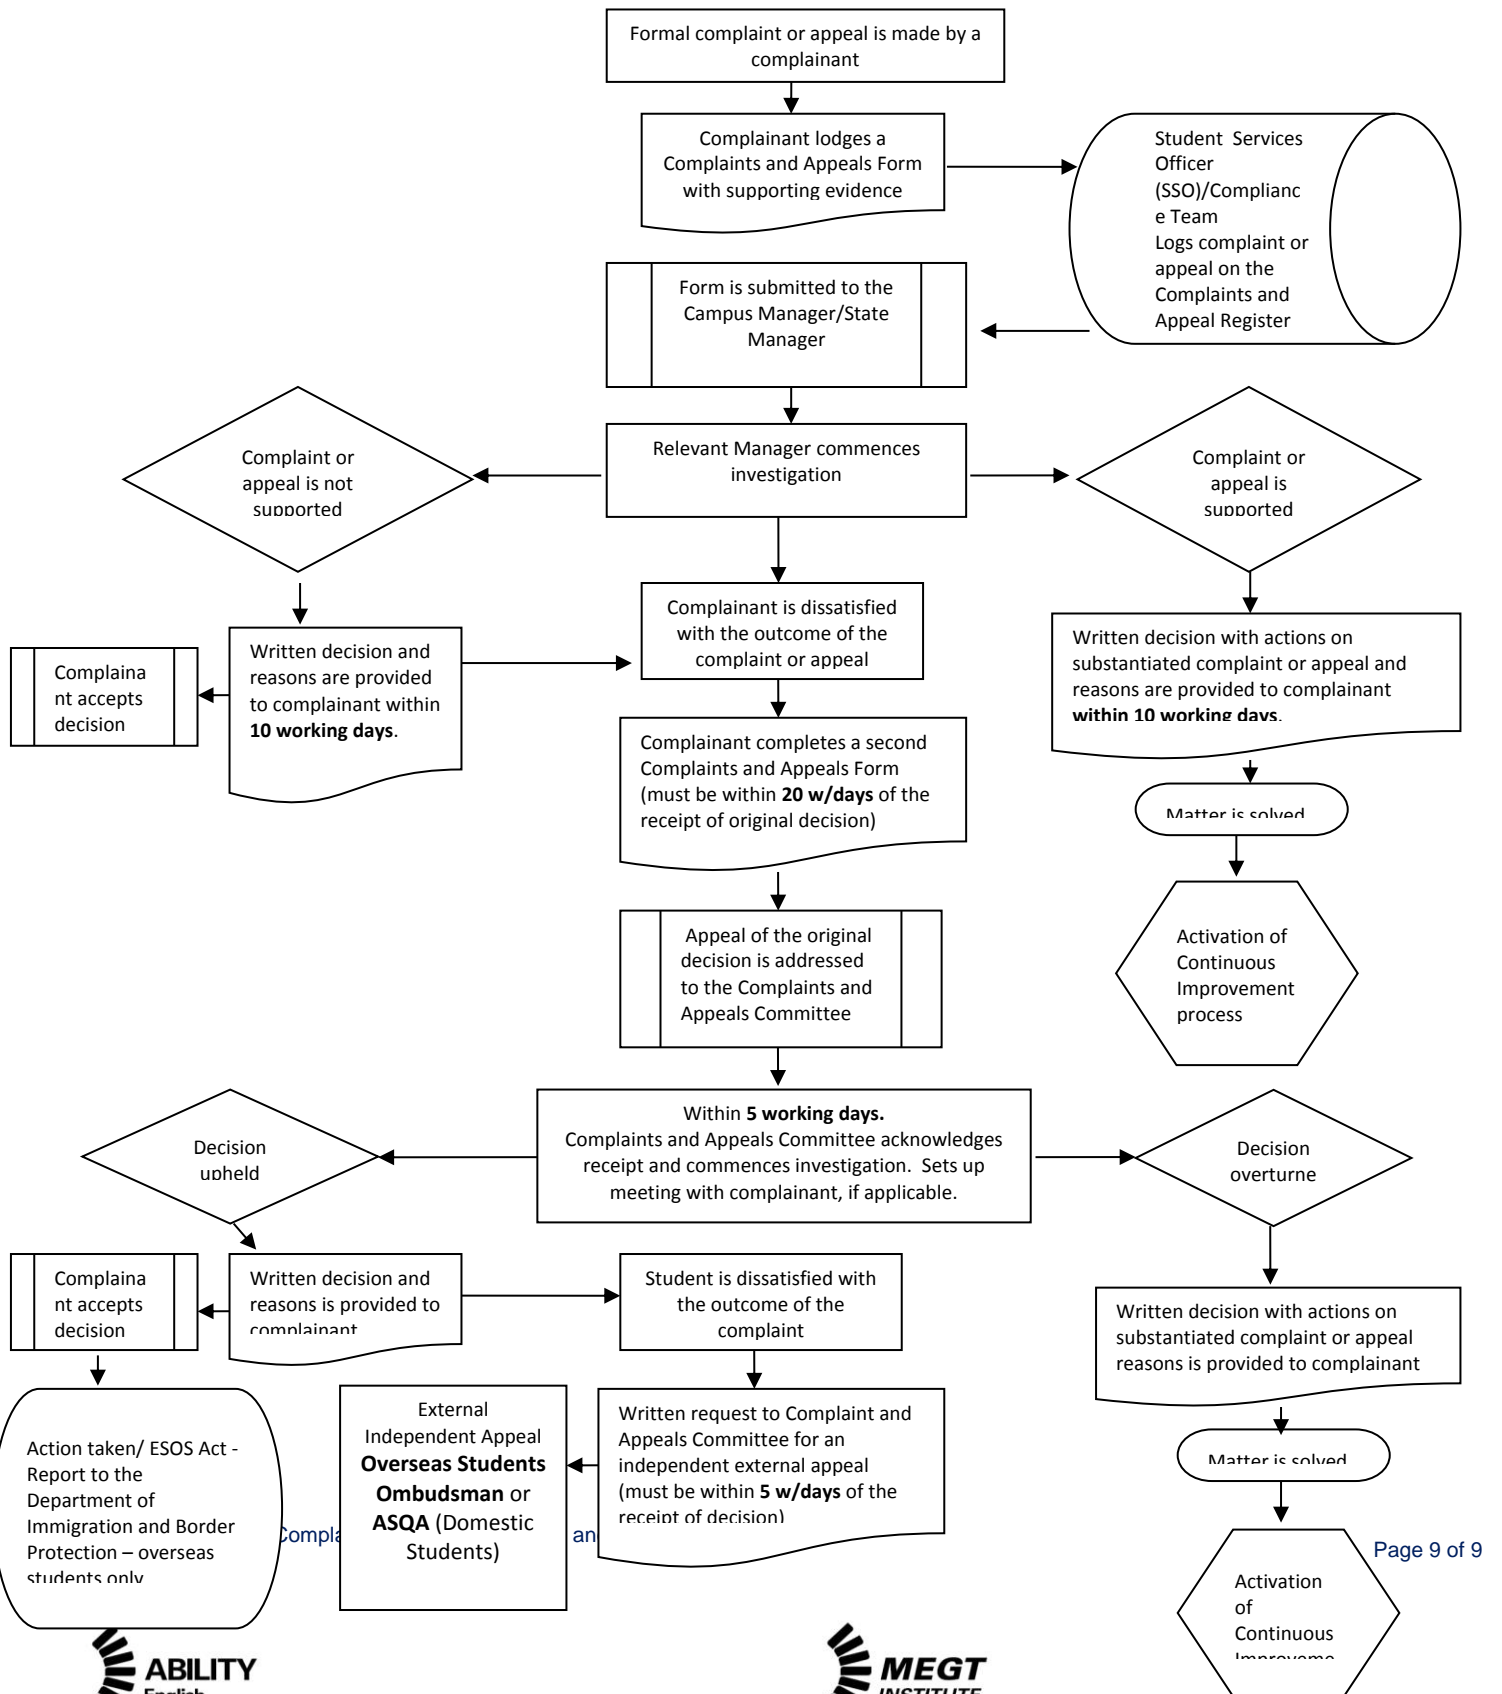 Formal complaint or appeal is made by a
complainant
Complainant lodges a
Complaints and Appeals Form
with supporting evidence
Student  Services
Officer
(SSO)/Complianc
e Team
Logs complaint or
appeal on the
Complaints and
Appeal Register
Form is submitted to the
Campus Manager/State
Manager
Relevant Manager commences
investigation
Complaint or
appeal is not
supported
Complaint or
appeal is
supported
Complainant is dissatisfied
with the outcome of the
complaint or appeal
Written decision and
reasons are provided
to complainant within
10 working days.
Complaina
nt accepts
decision
Written decision with actions on
substantiated complaint or appeal and
reasons are provided to complainant
within 10 working days.
Complainant completes a second
Complaints and Appeals Form
(must be within 20 w/days of the
receipt of original decision)
Matter is solved
Activation of
Continuous
Improvement
process
Appeal of the original
decision is addressed
to the Complaints and
Appeals Committee
Within 5 working days.
Complaints and Appeals Committee acknowledges
receipt and commences investigation.  Sets up
meeting with complainant, if applicable.
Decision
upheld
Decision
overturne
Complaina
nt accepts
decision
Written decision and
reasons is provided to
complainant
Student is dissatisfied with
the outcome of the
complaint
Written decision with actions on
substantiated complaint or appeal
reasons is provided to complainant
Action taken/ ESOS Act -
Report to the
Department of
Immigration and Border
Protection – overseas
students only
External
Independent Appeal
Overseas Students
Ombudsman or
ASQA (Domestic
Students)
Written request to Complaint and
Appeals Committee for an
independent external appeal
(must be within 5 w/days of the
receipt of decision)
Matter is solved
Activation
of
Continuous
Improveme
Compla
an
Page 9 of 9
ABILITY
English
MEGT
INSTITUTE